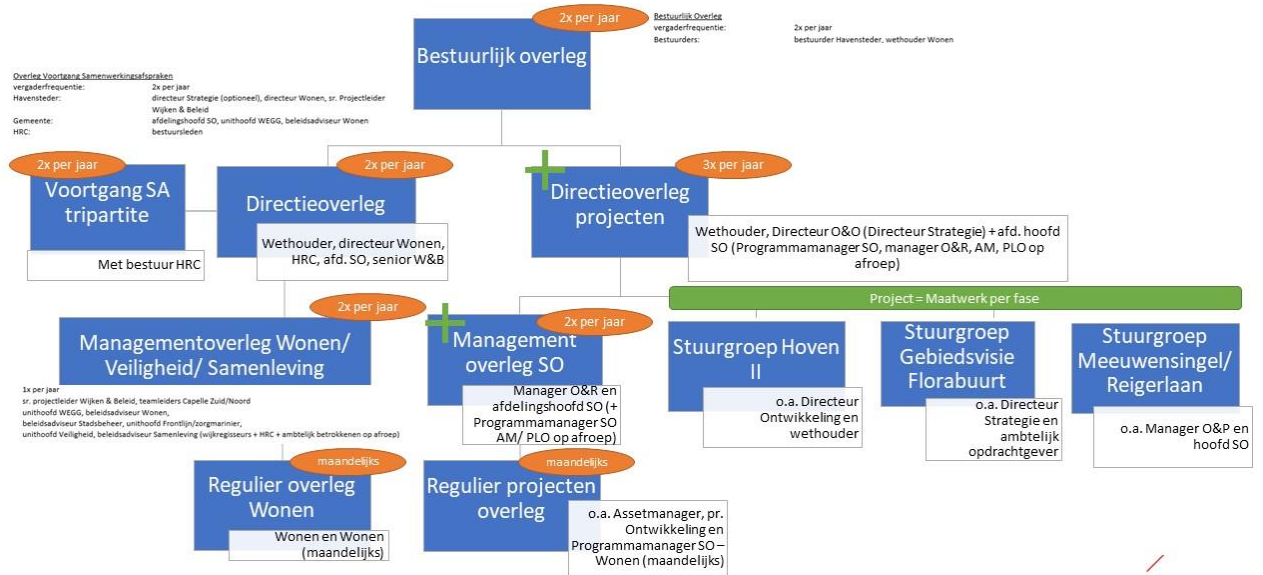 2x per jaar
Bestuurlijk overleg
Bestuurlijk Overleg
vergaderfrequentie: 2x per jaar
Bestuurders: bestuurder Havensteder, wethouder Wonen
Overleg Voortgang Samenwerkingsafspraken
vergaderfrequentie: 2x per jaar
Havensteder: directeur Strategie (optioneel), directeur Wonen, sr. Projectleider
Wijken & Beleid
Gemeente: afdelingshoofd SO, unithoofd WEGG, beleidsadviseur Wonen
HRC: bestuursleden
2x per jaar
Voortgang SA
tripartite
Met bestuur HRC
2x per jaar
Directieoverleg
Wethouder, directeur Wonen,
HRC, afd. SO, senior W&B
3x per jaar
Directieoverleg
projecten
Wethouder, Directeur O&O (Directeur Strategie) + afd. hoofd
SO (Programmamanager SO, manager O&R, AM, PLO op
afroep)
Project = Maatwerk per fase
2x per jaar
Managementoverleg Wonen/
Veiligheid/ Samenleving
1x per jaar
sr. projectleider Wijken & Beleid, teamleiders Capelle Zuid/Noord
unithoofd WEGG, beleidsadviseur Wonen,
beleidsadviseur Stadsbeheer, unithoofd Frontlijn/zorgmarinier,
unithoofd Veiligheid, beleidsadviseur Samenleving (wijkregisseurs + HRC + ambtelijk betrokkenen op afroep)
2x per jaar
Management
overleg SO
Manager O&R en
afdelingshoofd SO (+
Programmamanager SO
AM/ PLO op afroep)
Stuurgroep Hoven
II
o.a. Directeur
Ontwikkeling en
wethouder
Stuurgroep
Gebiedsvisie
Florabuurt
o.a. Directeur
Strategie en
ambtelijk
opdrachtgever
Stuurgroep
Meeuwensingel/
Reigerlaan
o.a. Manager O&P en
hoofd SO
maandelijks
Regulier overleg
Wonen
Wonen en Wonen
(maandelijks)
maandelijks
Regulier projecten
overleg
o.a. Assetmanager, pr.
Ontwikkeling en
Programmamanager SO –
Wonen (maandelijks)